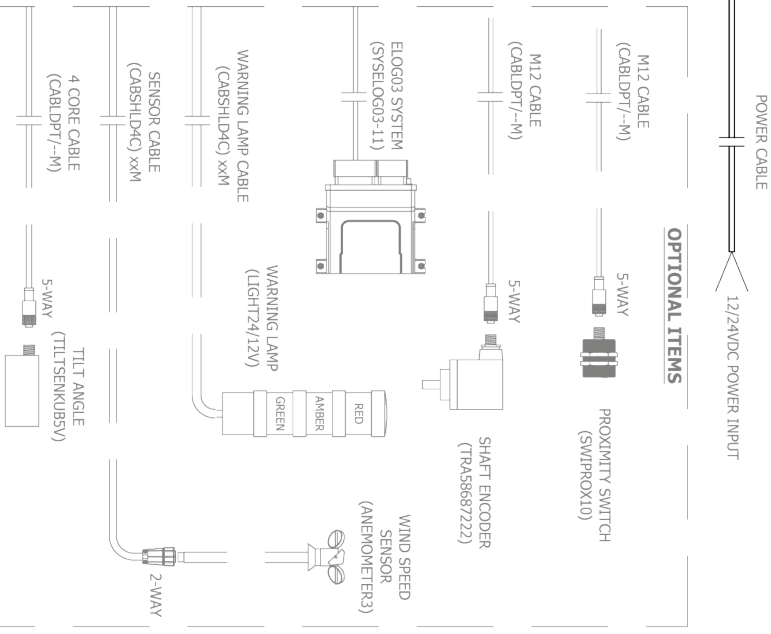 POWER CABLE
12/24VDC POWER INPUT
OPTIONAL ITEMS
M12 CABLE
(CABLDPT/--M)
5-WAY
PROXIMITY SWITCH
(SWIPROX10)
M12 CABLE
(CABLDPT/--M)
5-WAY
SHAFT ENCODER
(TRA58687222)
ELOG03 SYSTEM
(SYSELOG03-11)
WIND SPEED
SENSOR
(ANEMOMETER3)
RED
AMBER
GREEN
WARNING LAMP CABLE
(CABSHLD4C) xxM
WARNING LAMP
(LIGHT24/12V)
SENSOR CABLE
(CABSHLD4C) xxM
2-WAY
4 CORE CABLE
(CABLDPT/--M)
5-WAY
TILT ANGLE
(TTILTSENKUB5V)